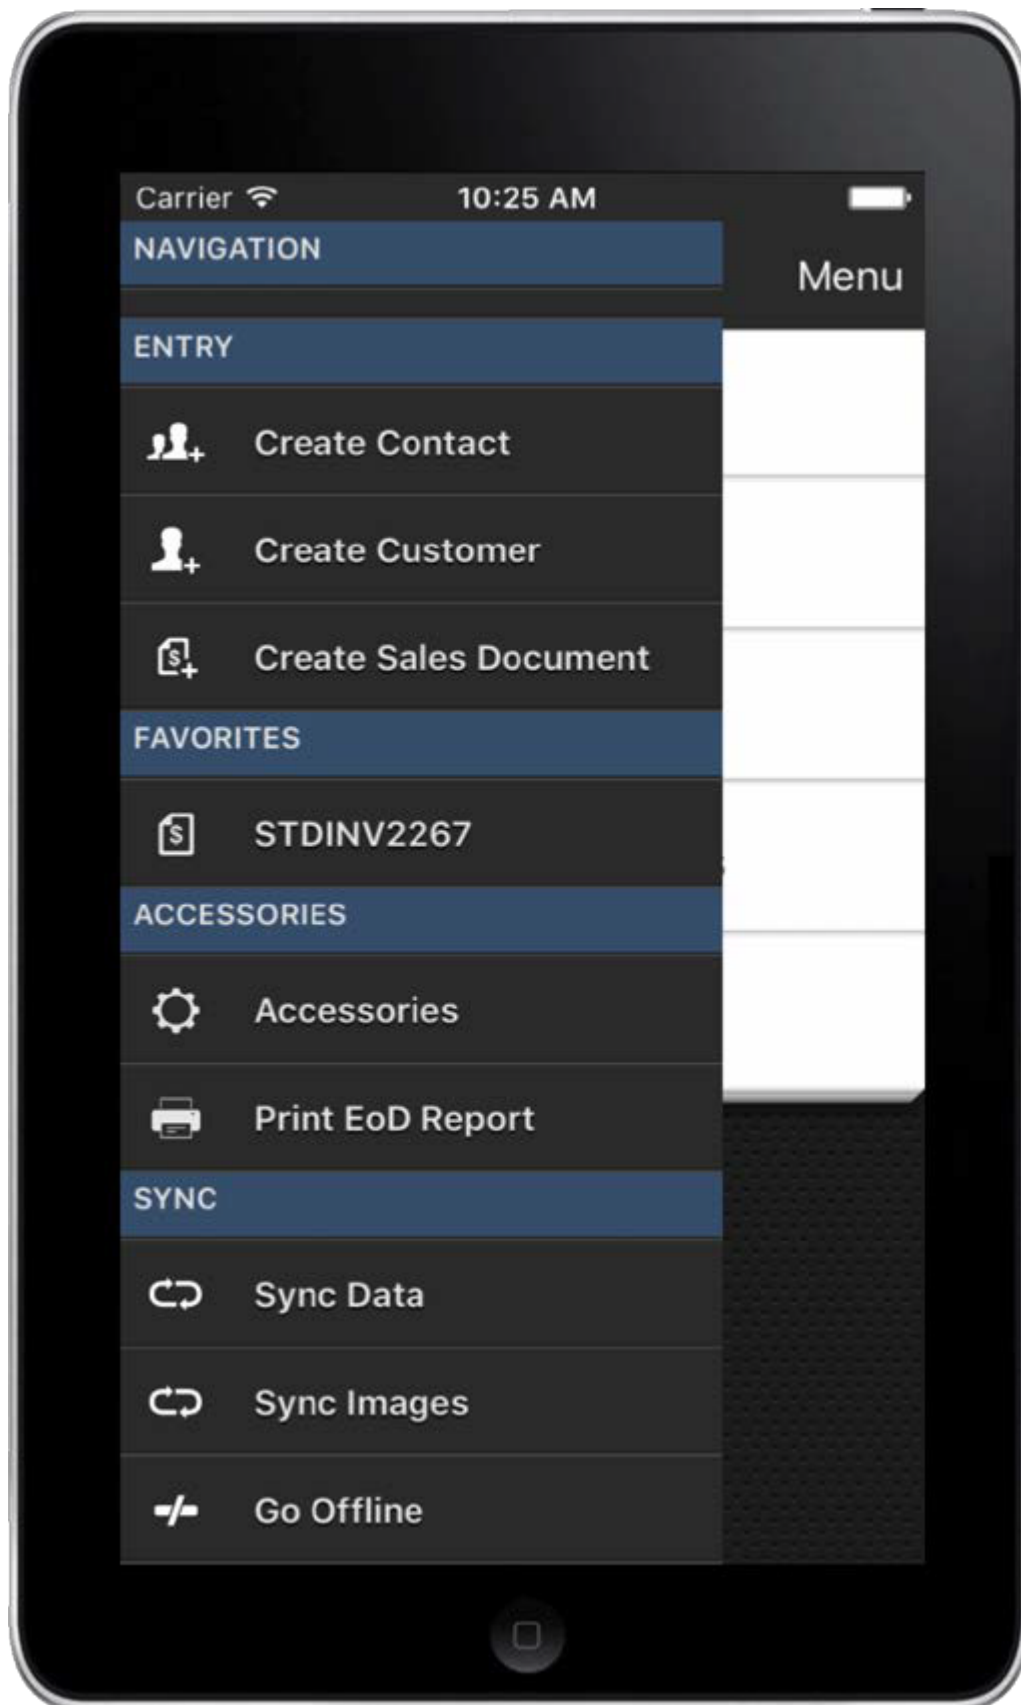 Carrier
10:25 AM
NAVIGATION
Menu
ENTRY
Create Contact
Create Customer
Create Sales Document
FAVORITES
STDINV2267
ACCESSORIES
Accessories
Print EoD Report
SYNC
Sync Data
Sync Images
Go Offline